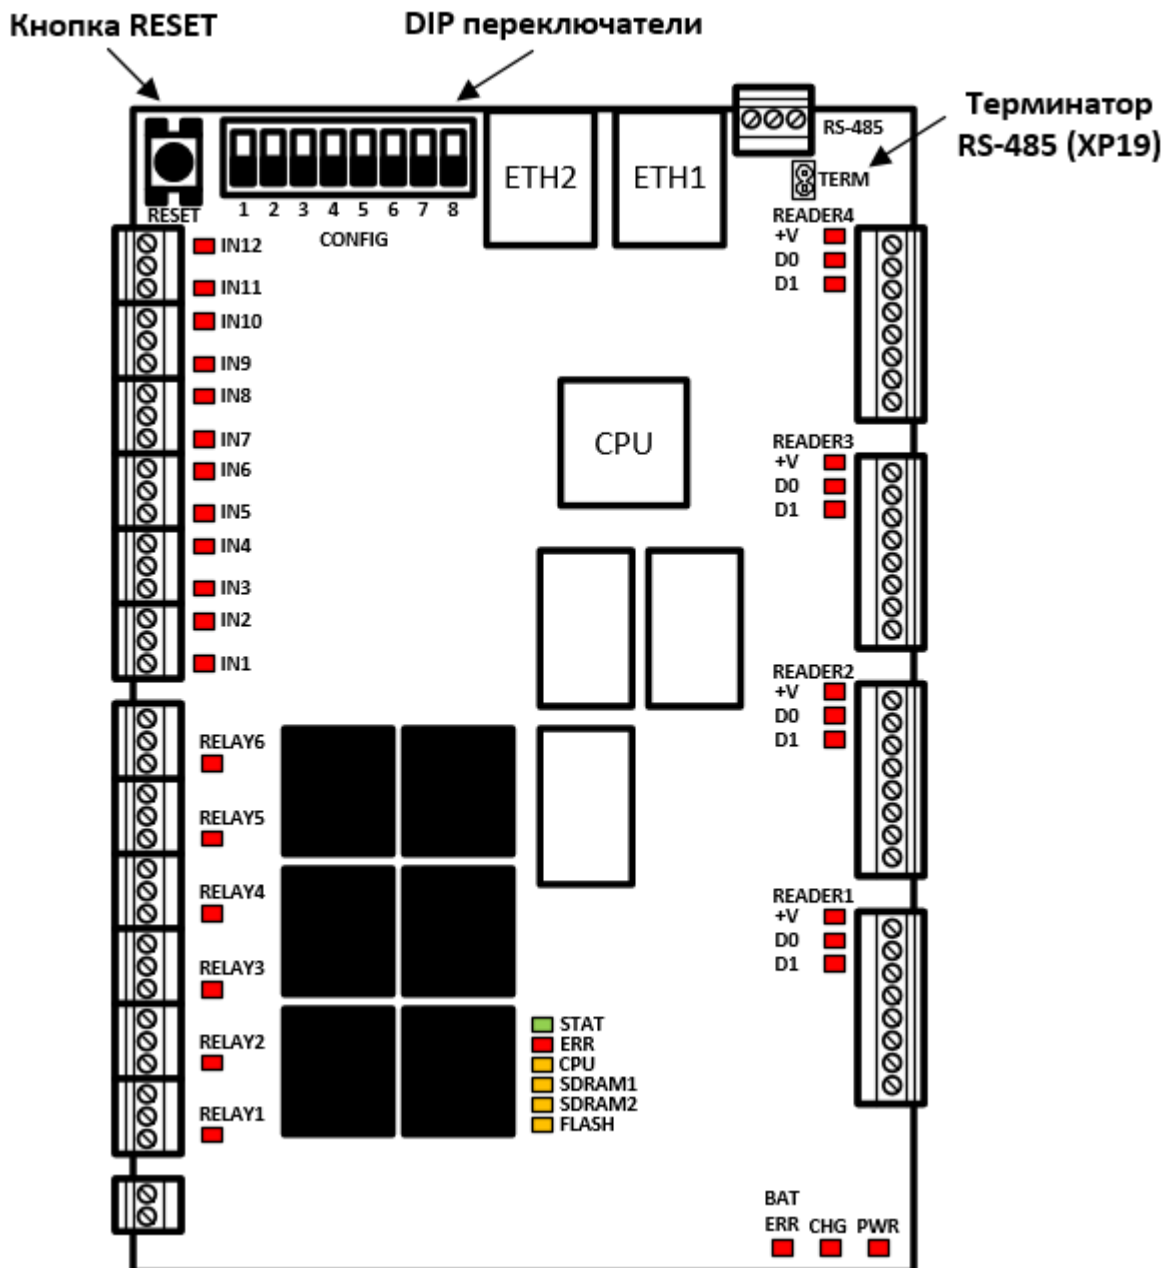 Кнопка RESET
DIP переключатели
Терминатор
RS-485 (XP19)
RS-485
TERM
ETH2
ETH1
RESET
1 2 3 4 5 6 7 8
CONFIG
IN12
IN11
IN10
IN9
IN8
IN7
IN6
IN5
IN4
IN3
IN2
IN1
CPU
READER4
+V
D0
D1
READER3
+V
D0
D1
READER2
+V
D0
D1
READER1
+V
D0
D1
RELAY6
RELAY5
RELAY4
RELAY3
RELAY2
RELAY1
STAT
ERR
CPU
SDRAM1
SDRAM2
FLASH
BAT
ERR CHG PWR